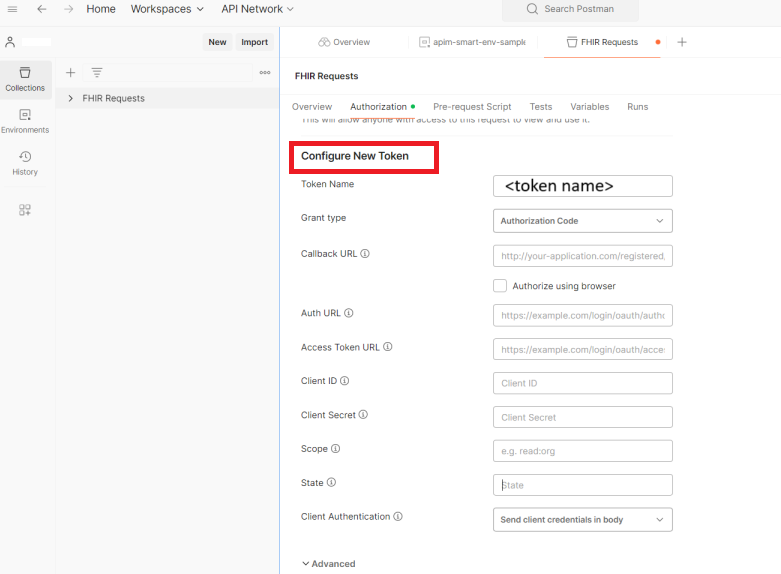 Home Workspaces API Network Search Postman
New Import
Overview apim-smart-env-sampl FHIR Requests
Collections
Environments
History
FHIR Requests
FHIR Requests
Overview Authorization Pre-request Script Tests Variables Runs
This will allow anyone with access to this request to view and use it.
Configure New Token
Token Name <token name>
Grant type Authorization Code
Callback URL http://your-application.com/registered
Authorize using browser
Auth URL https://example.com/login/oauth/autho
Access Token URL https://example.com/login/oauth/acces
Client ID Client ID
Client Secret Client Secret
Scope e.g. read:org
State State
Client Authentication Send client credentials in body
Advanced